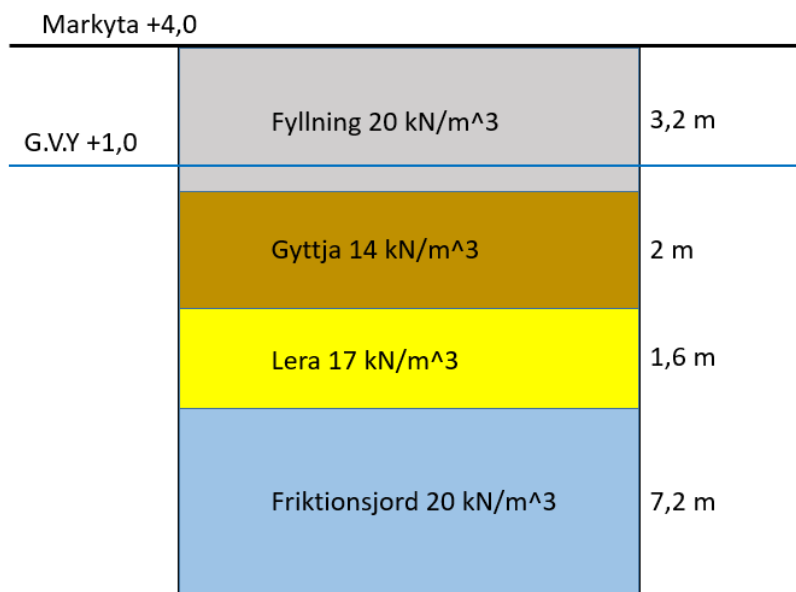 Markyta +4,0
Fyllning 20 kN/m^3
3,2 m
G.V.Y +1,0
Gyttja 14 kN/m^3
2 m
Lera 17 kN/m^3
1,6 m
Friktionsjord 20 kN/m^3
7,2 m